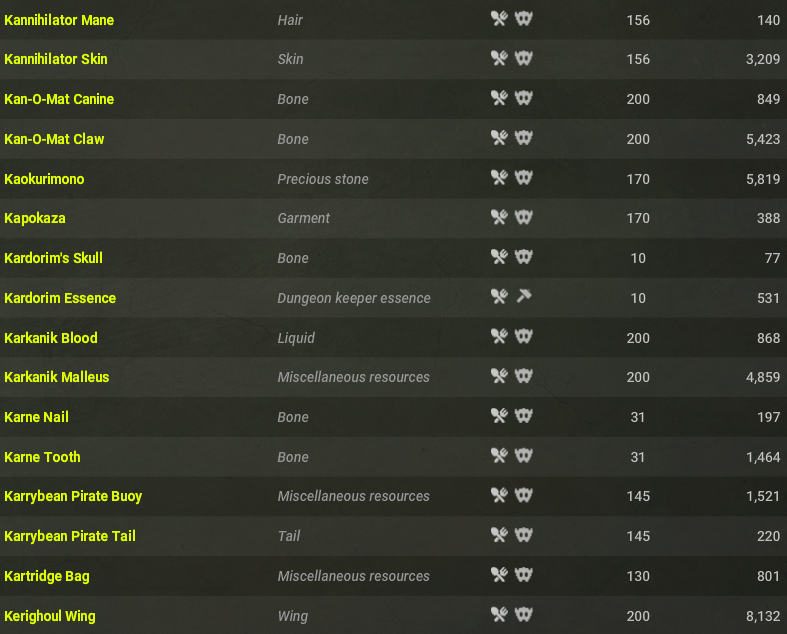 Kannihilator Mane Hair 156 140
Kannihilator Skin Skin 156 3,209
Kan-O-Mat Canine Bone 200 849
Kan-O-Mat Claw Bone 200 5,423
Kaokurimono Precious stone 170 5,819
Kapokaza Garment 170 388
Kardorim's Skull Bone 10 77
Kardorim Essence Dungeon keeper essence 10 531
Karkanik Blood Liquid 200 868
Karkanik Malleus Miscellaneous resources 200 4,859
Karne Nail Bone 31 197
Karne Tooth Bone 31 1,464
Karrybean Pirate Buoy Miscellaneous resources 145 1,521
Karrybean Pirate Tail Tail 145 220
Kartridge Bag Miscellaneous resources 130 801
Kerighoul Wing Wing 200 8,132